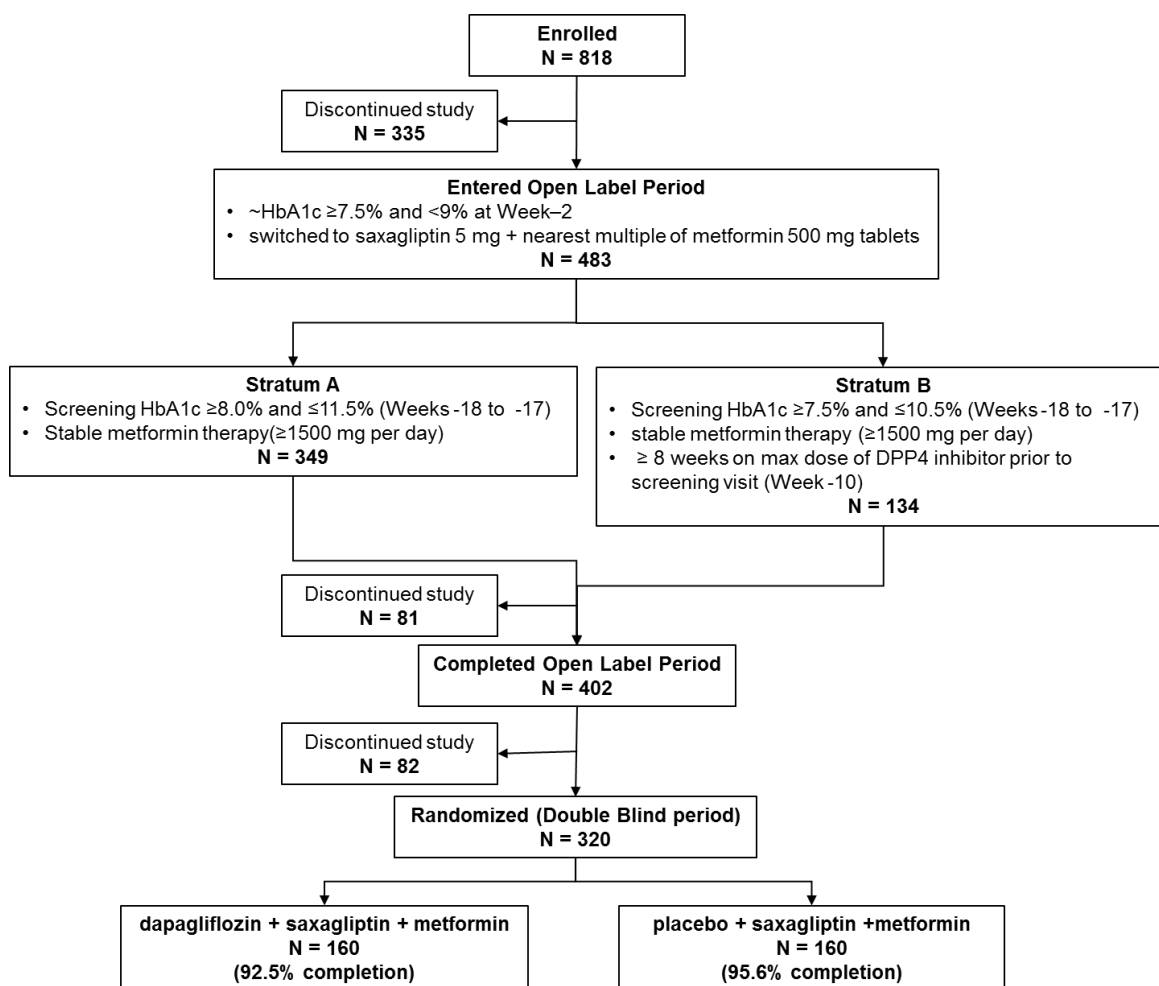 Enrolled
N = 818
Discontinued study
N = 335
Entered Open Label Period
• ~HbA1c ≥7.5% and <9% at Week–2
• switched to saxagliptin 5 mg + nearest multiple of metformin 500 mg tablets
N = 483
Stratum A
• Screening HbA1c ≥8.0% and ≤11.5% (Weeks -18 to -17)
• Stable metformin therapy(≥1500 mg per day)
N = 349
Stratum B
• Screening HbA1c ≥7.5% and ≤10.5% (Weeks -18 to -17)
• stable metformin therapy (≥1500 mg per day)
• ≥ 8 weeks on max dose of DPP4 inhibitor prior to
screening visit (Week -10)
N = 134
Discontinued study
N = 81
Completed Open Label Period
N = 402
Discontinued study
N = 82
Randomized (Double Blind period)
N = 320
dapagliflozin + saxagliptin + metformin
N = 160
(92.5% completion)
placebo + saxagliptin +metformin
N = 160
(95.6% completion)